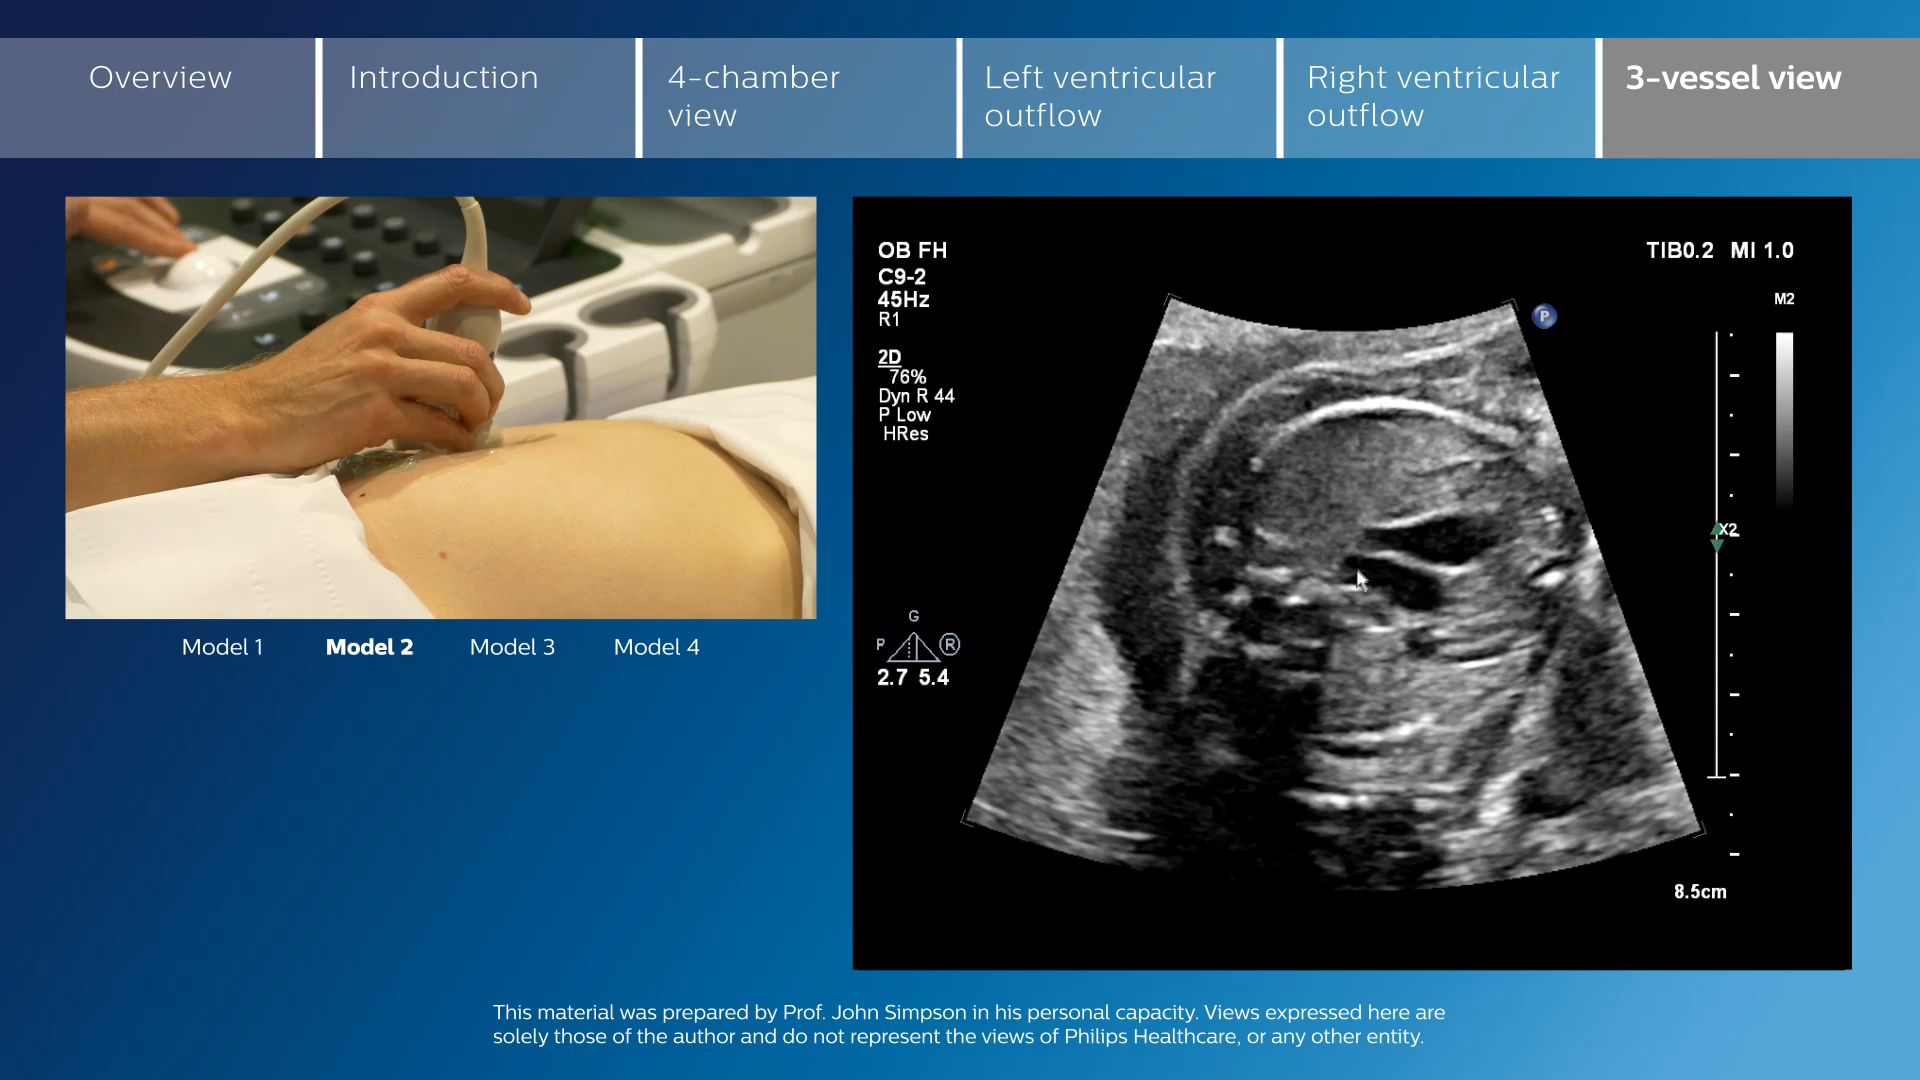 Overview
Introduction
4-chamber
view
Left ventricular
outflow
Right ventricular
outflow
3-vessel view
Model 1
Model 2
Model 3
Model 4
OB FH
C9-2
45Hz
R1
2D
76%
Dyn R 44
P Low
HRes
G
P
R
2.7 5.4
TIB0.2 MI 1.0
M2
P
X2
8.5cm
This material was prepared by Prof. John Simpson in his personal capacity. Views expressed here are
solely those of the author and do not represent the views of Philips Healthcare, or any other entity.